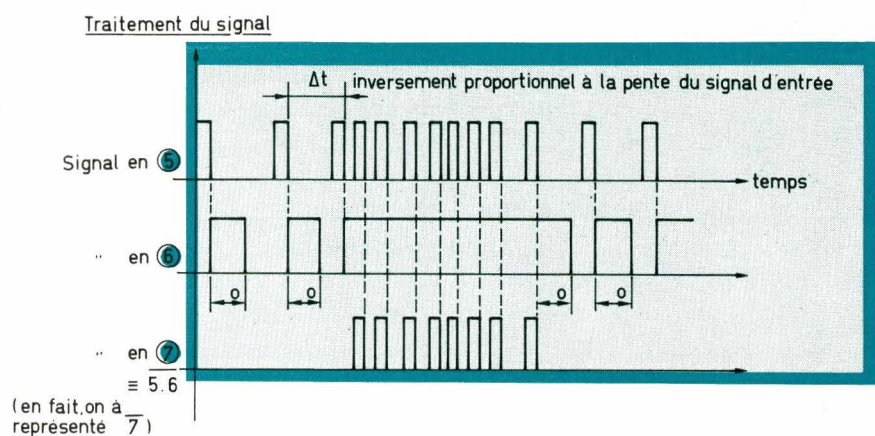 Traitement du signal
Δt inversement proportionnel à la pente du signal d'entrée
Signal en 5
temps
" en 6
o o o o
" en 7
≡ 5.6
(en fait, on à
représenté 7)